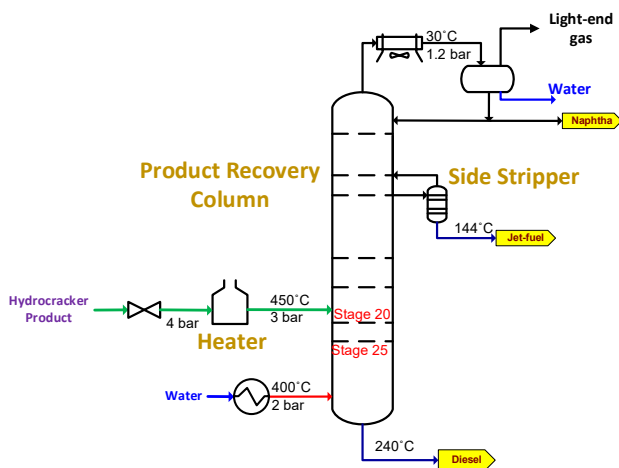 Light-end
gas
30˚C
1.2 bar
Water
Naphtha
Product Recovery
Column
Side Stripper
144˚C
Jet-fuel
Hydrocracker
Product
4 bar
Heater
450˚C
3 bar
Stage 20
Stage 25
Water
400˚C
2 bar
240˚C
Diesel